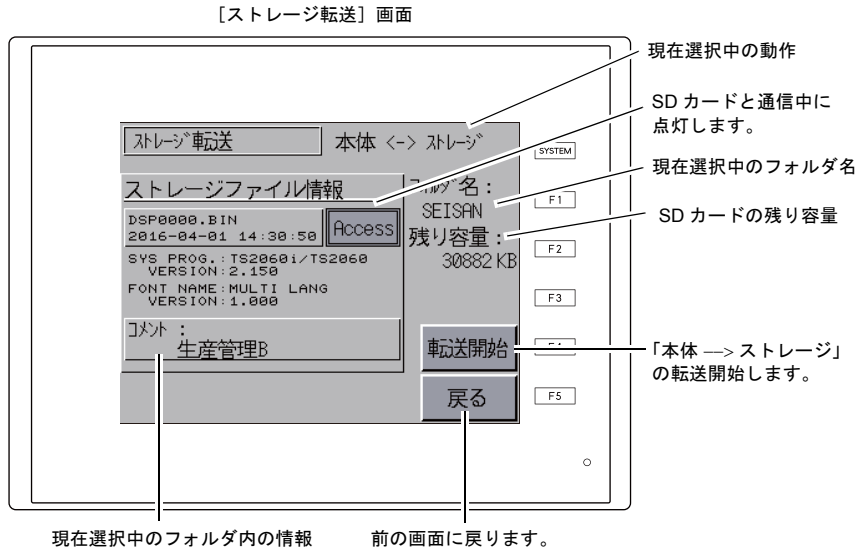 [ストレージ転送] 画面
現在選択中の動作
SD カードと通信中に
点灯します。
現在選択中のフォルダ名
SD カードの残り容量
「本体 ―> ストレージ」
の転送開始します。
ｽﾄﾚｰｼﾞ転送
本体 <-> ｽﾄﾚｰｼﾞ
ストレージファイル情報
DSP0000.BIN
2016-04-01 14:30:50
Access
SYS PROG.:TS2060i/TS2060
VERSION:2.150
FONT NAME:MULTI LANG
VERSION:1.000
ｺﾒﾝﾄ :
生産管理B
ﾌｫﾙﾀﾞ名:
SEISAN
残り容量:
30882 KB
転送開始
戻る
SYSTEM
F1
F2
F3
F5
現在選択中のフォルダ内の情報
前の画面に戻ります。